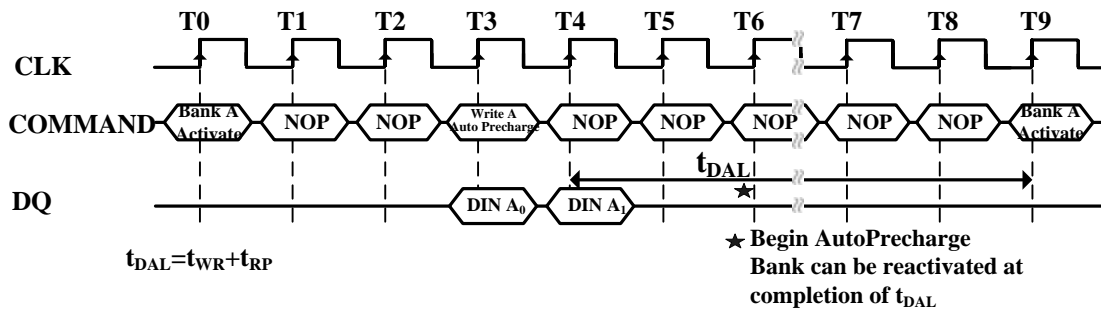 T0 T1 T2 T3 T4 T5 T6 T7 T8 T9
CLK
COMMAND
Bank A Activate
NOP
NOP
Write A Auto Precharge
NOP
NOP
NOP
NOP
NOP
Bank A Activate
tDAL
DQ
DIN A0
DIN A1
tDAL=tWR+tRP
★ Begin AutoPrecharge
Bank can be reactivated at
completion of tDAL